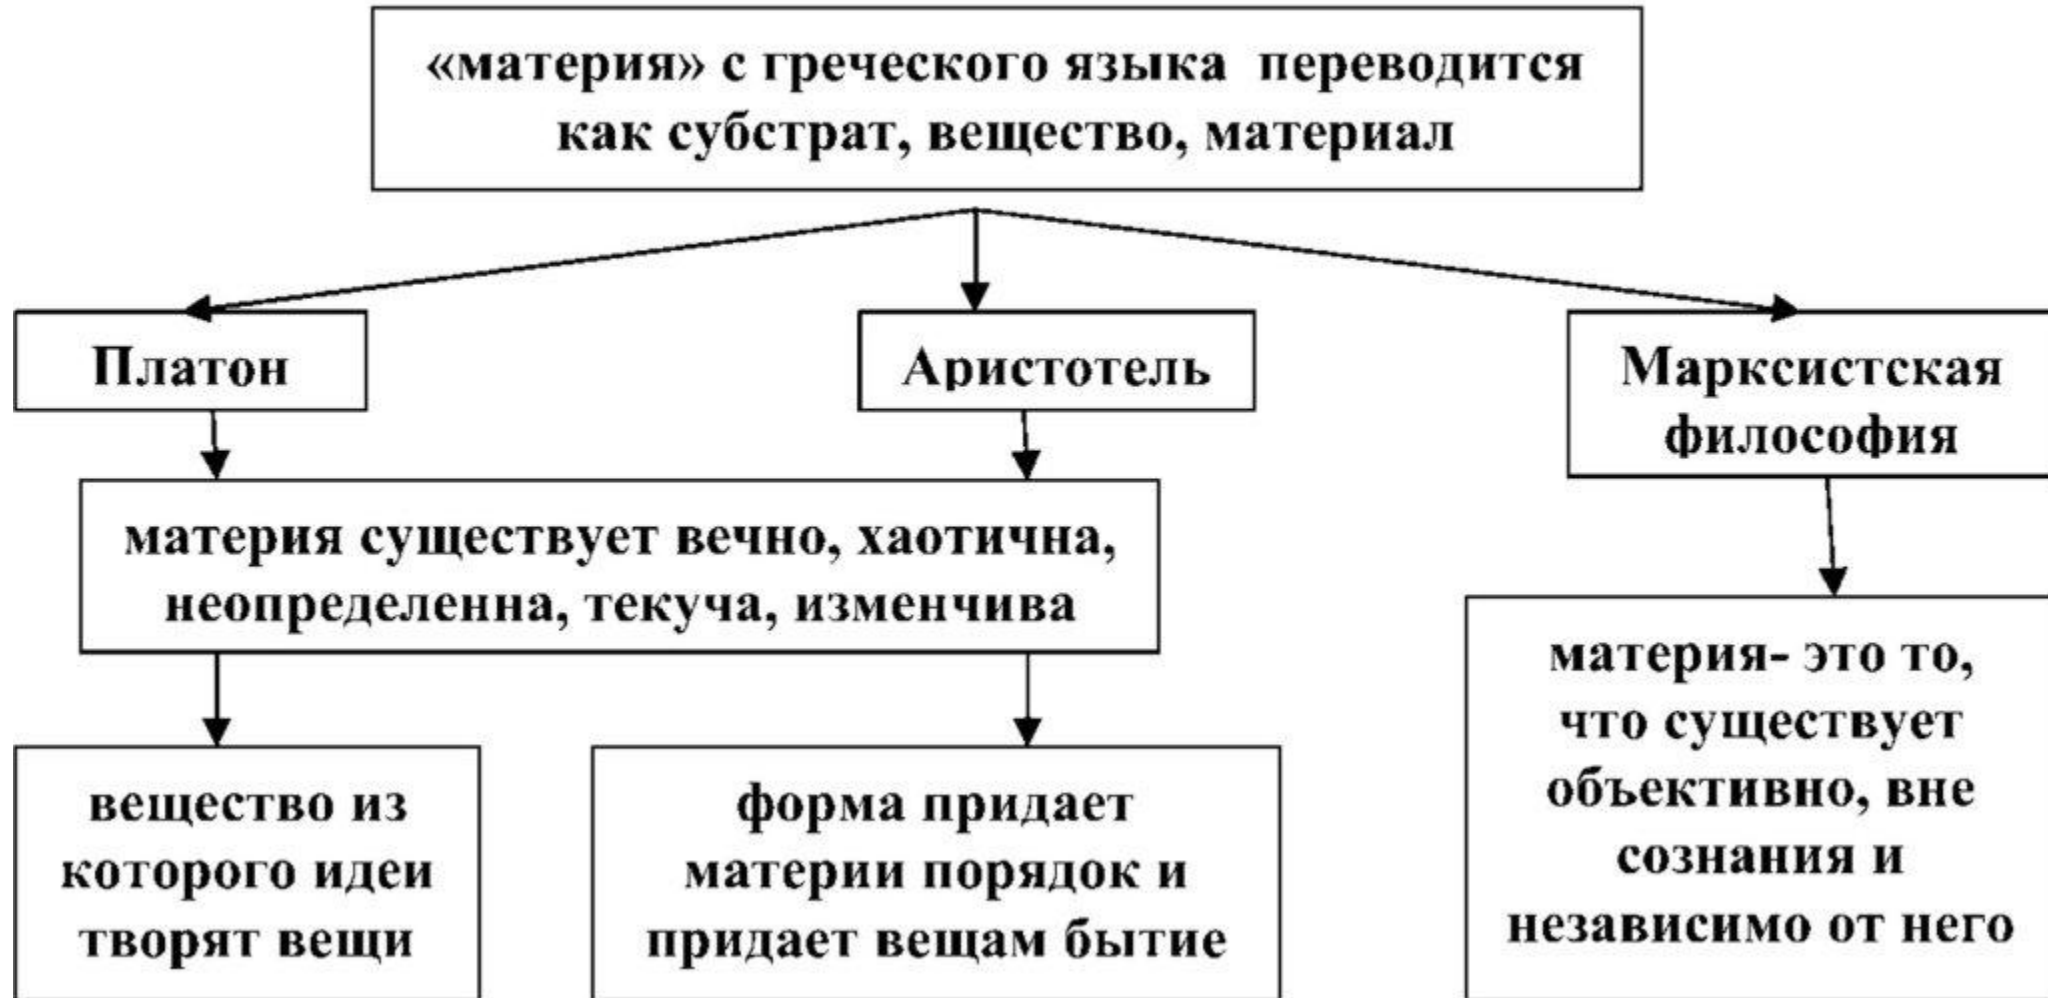 «материя» с греческого языка переводится
как субстрат, вещество, материал
Платон
Аристотель
Марксистская
философия
материя существует вечно, хаотична,
неопределенна, текуча, изменчива
вещество из
которого идеи
творят вещи
форма придает
материи порядок и
придает вещам бытие
материя- это то,
что существует
объективно, вне
сознания и
независимо от него